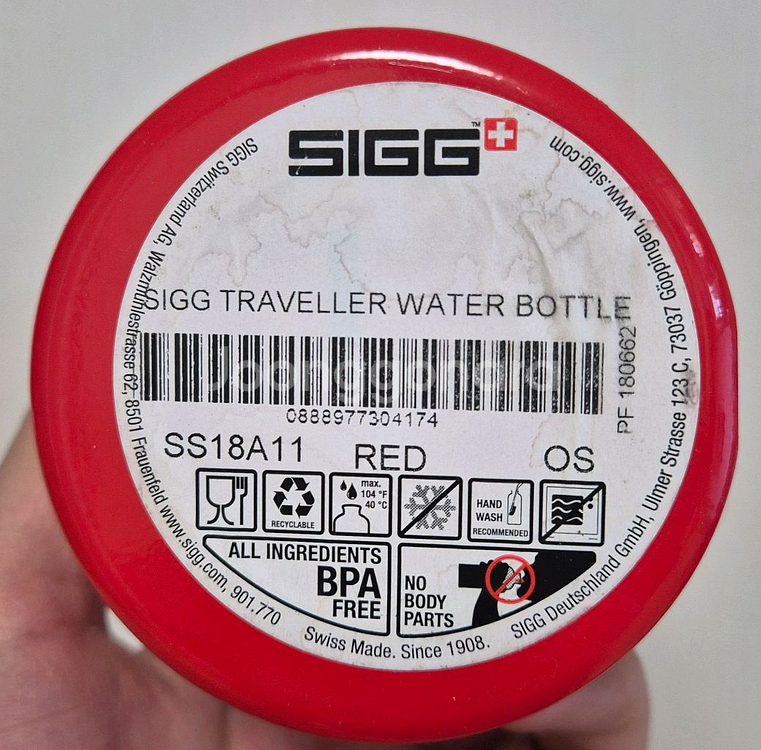 SIGG™
SIGG TRAVELLER WATER BOTTLE
0888977304174
PF 180662
SS18A11 RED OS
RECYCLABLE
max.
104 °F
40 °C
HAND
WASH
RECOMMENDED
ALL INGREDIENTS
BPA
FREE
NO
BODY
PARTS
SIGG Switzerland AG, Walzmühlestrasse 62, 8501 Frauenfeld www.sigg.com, 901.770
Swiss Made. Since 1908.
SIGG Deutschland GmbH, Ulmer Strasse 123 C, 73037 Göppingen, www.sigg.com
Joonggonara